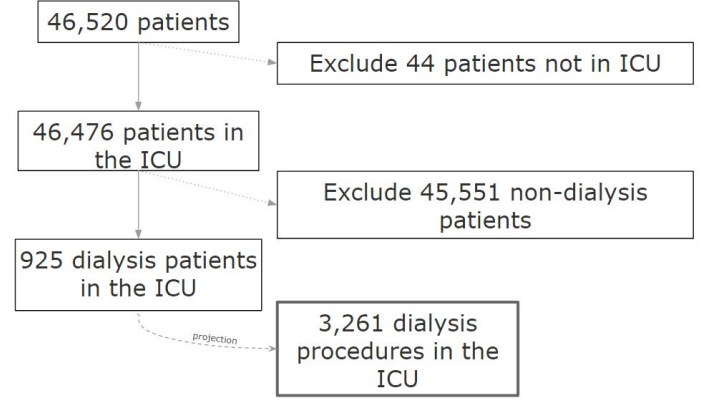 46,520 patients
Exclude 44 patients not in ICU
46,476 patients in
the ICU
Exclude 45,551 non-dialysis
patients
925 dialysis patients
in the ICU
projection
3,261 dialysis
procedures in the
ICU